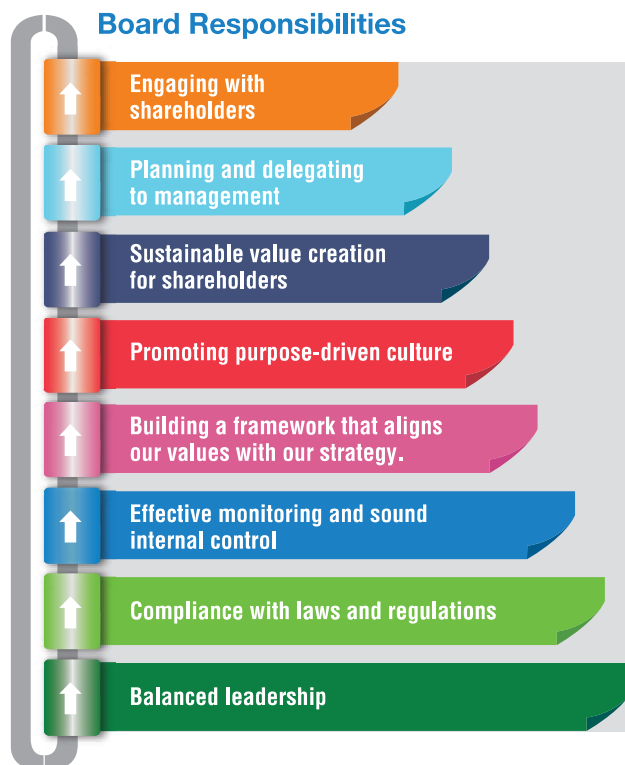 Board Responsibilities
Engaging with
shareholders
Planning and delegating
to management
Sustainable value creation
for shareholders
Promoting purpose-driven culture
Building a framework that aligns
our values with our strategy.
Effective monitoring and sound
internal control
Compliance with laws and regulations
Balanced leadership